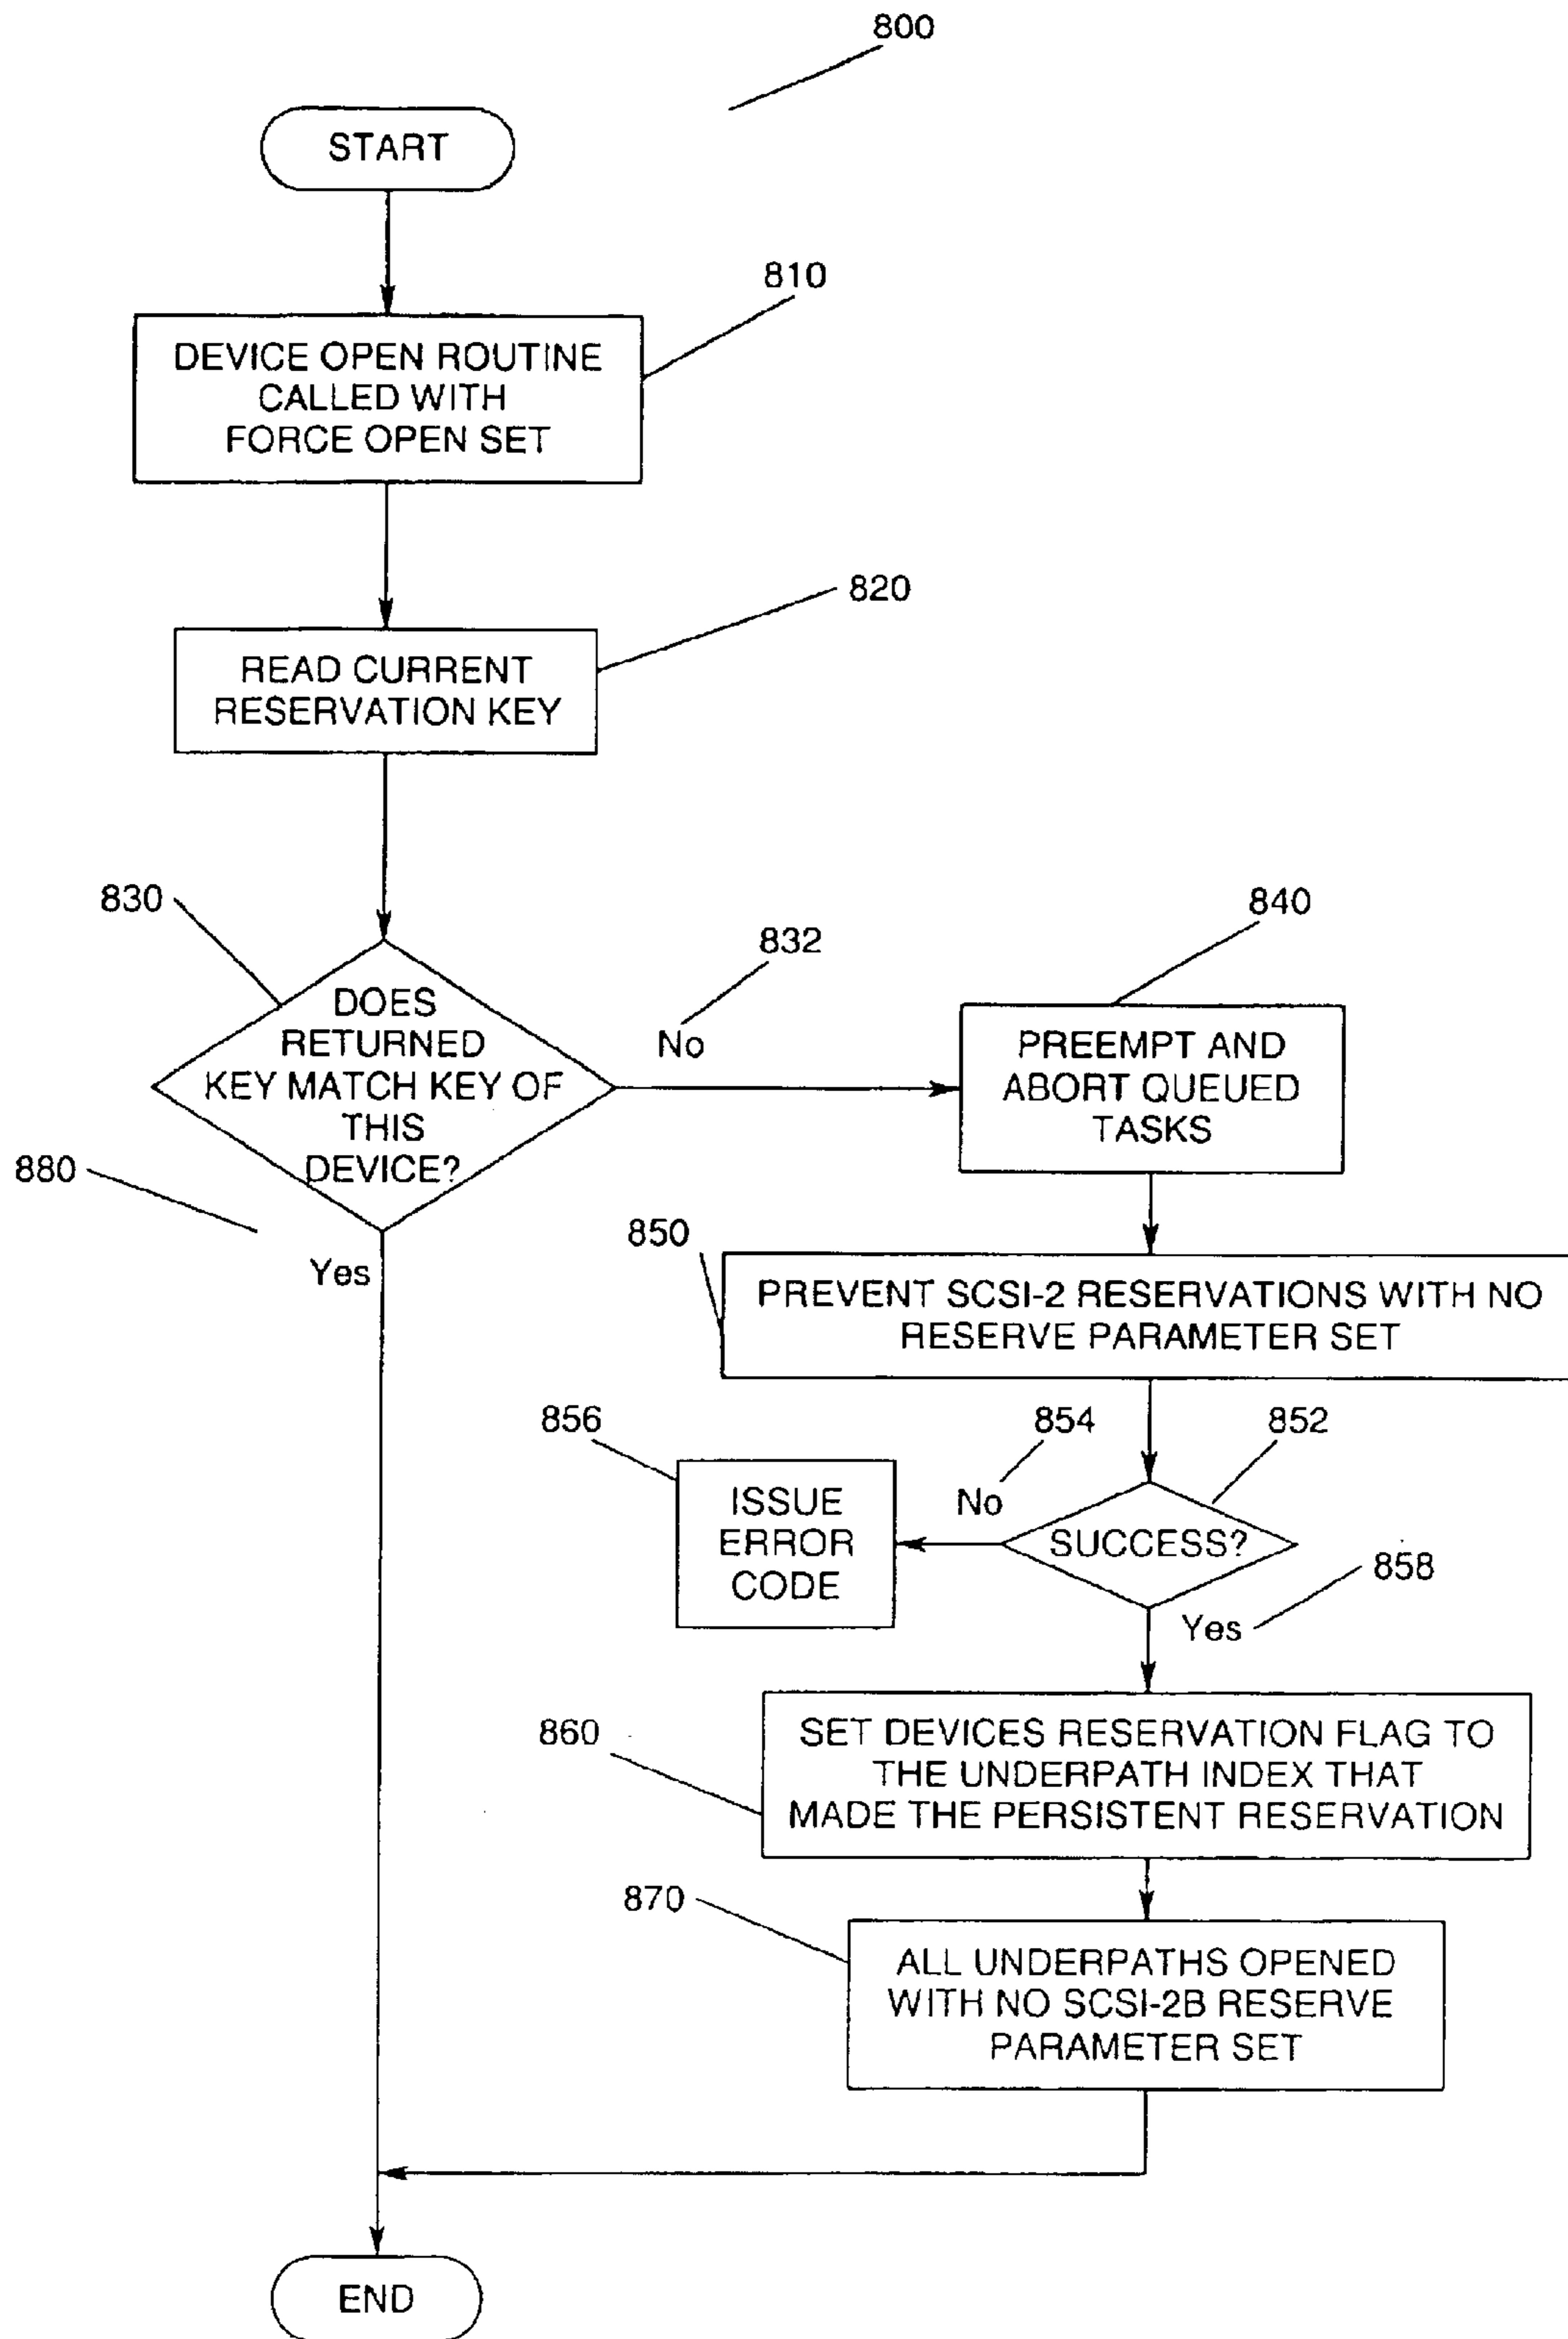 800
START
810
DEVICE OPEN ROUTINE
CALLED WITH
FORCE OPEN SET
820
READ CURRENT
RESERVATION KEY
830
DOES
RETURNED
KEY MATCH KEY OF
THIS
DEVICE?
832
No
840
PREEMPT AND
ABORT QUEUED
TASKS
880
Yes
850
PREVENT SCSI-2 RESERVATIONS WITH NO
RESERVE PARAMETER SET
856
ISSUE
ERROR
CODE
854
No
852
SUCCESS?
858
Yes
860
SET DEVICES RESERVATION FLAG TO
THE UNDERPATH INDEX THAT
MADE THE PERSISTENT RESERVATION
870
ALL UNDERPATHS OPENED
WITH NO SCSI-2B RESERVE
PARAMETER SET
END